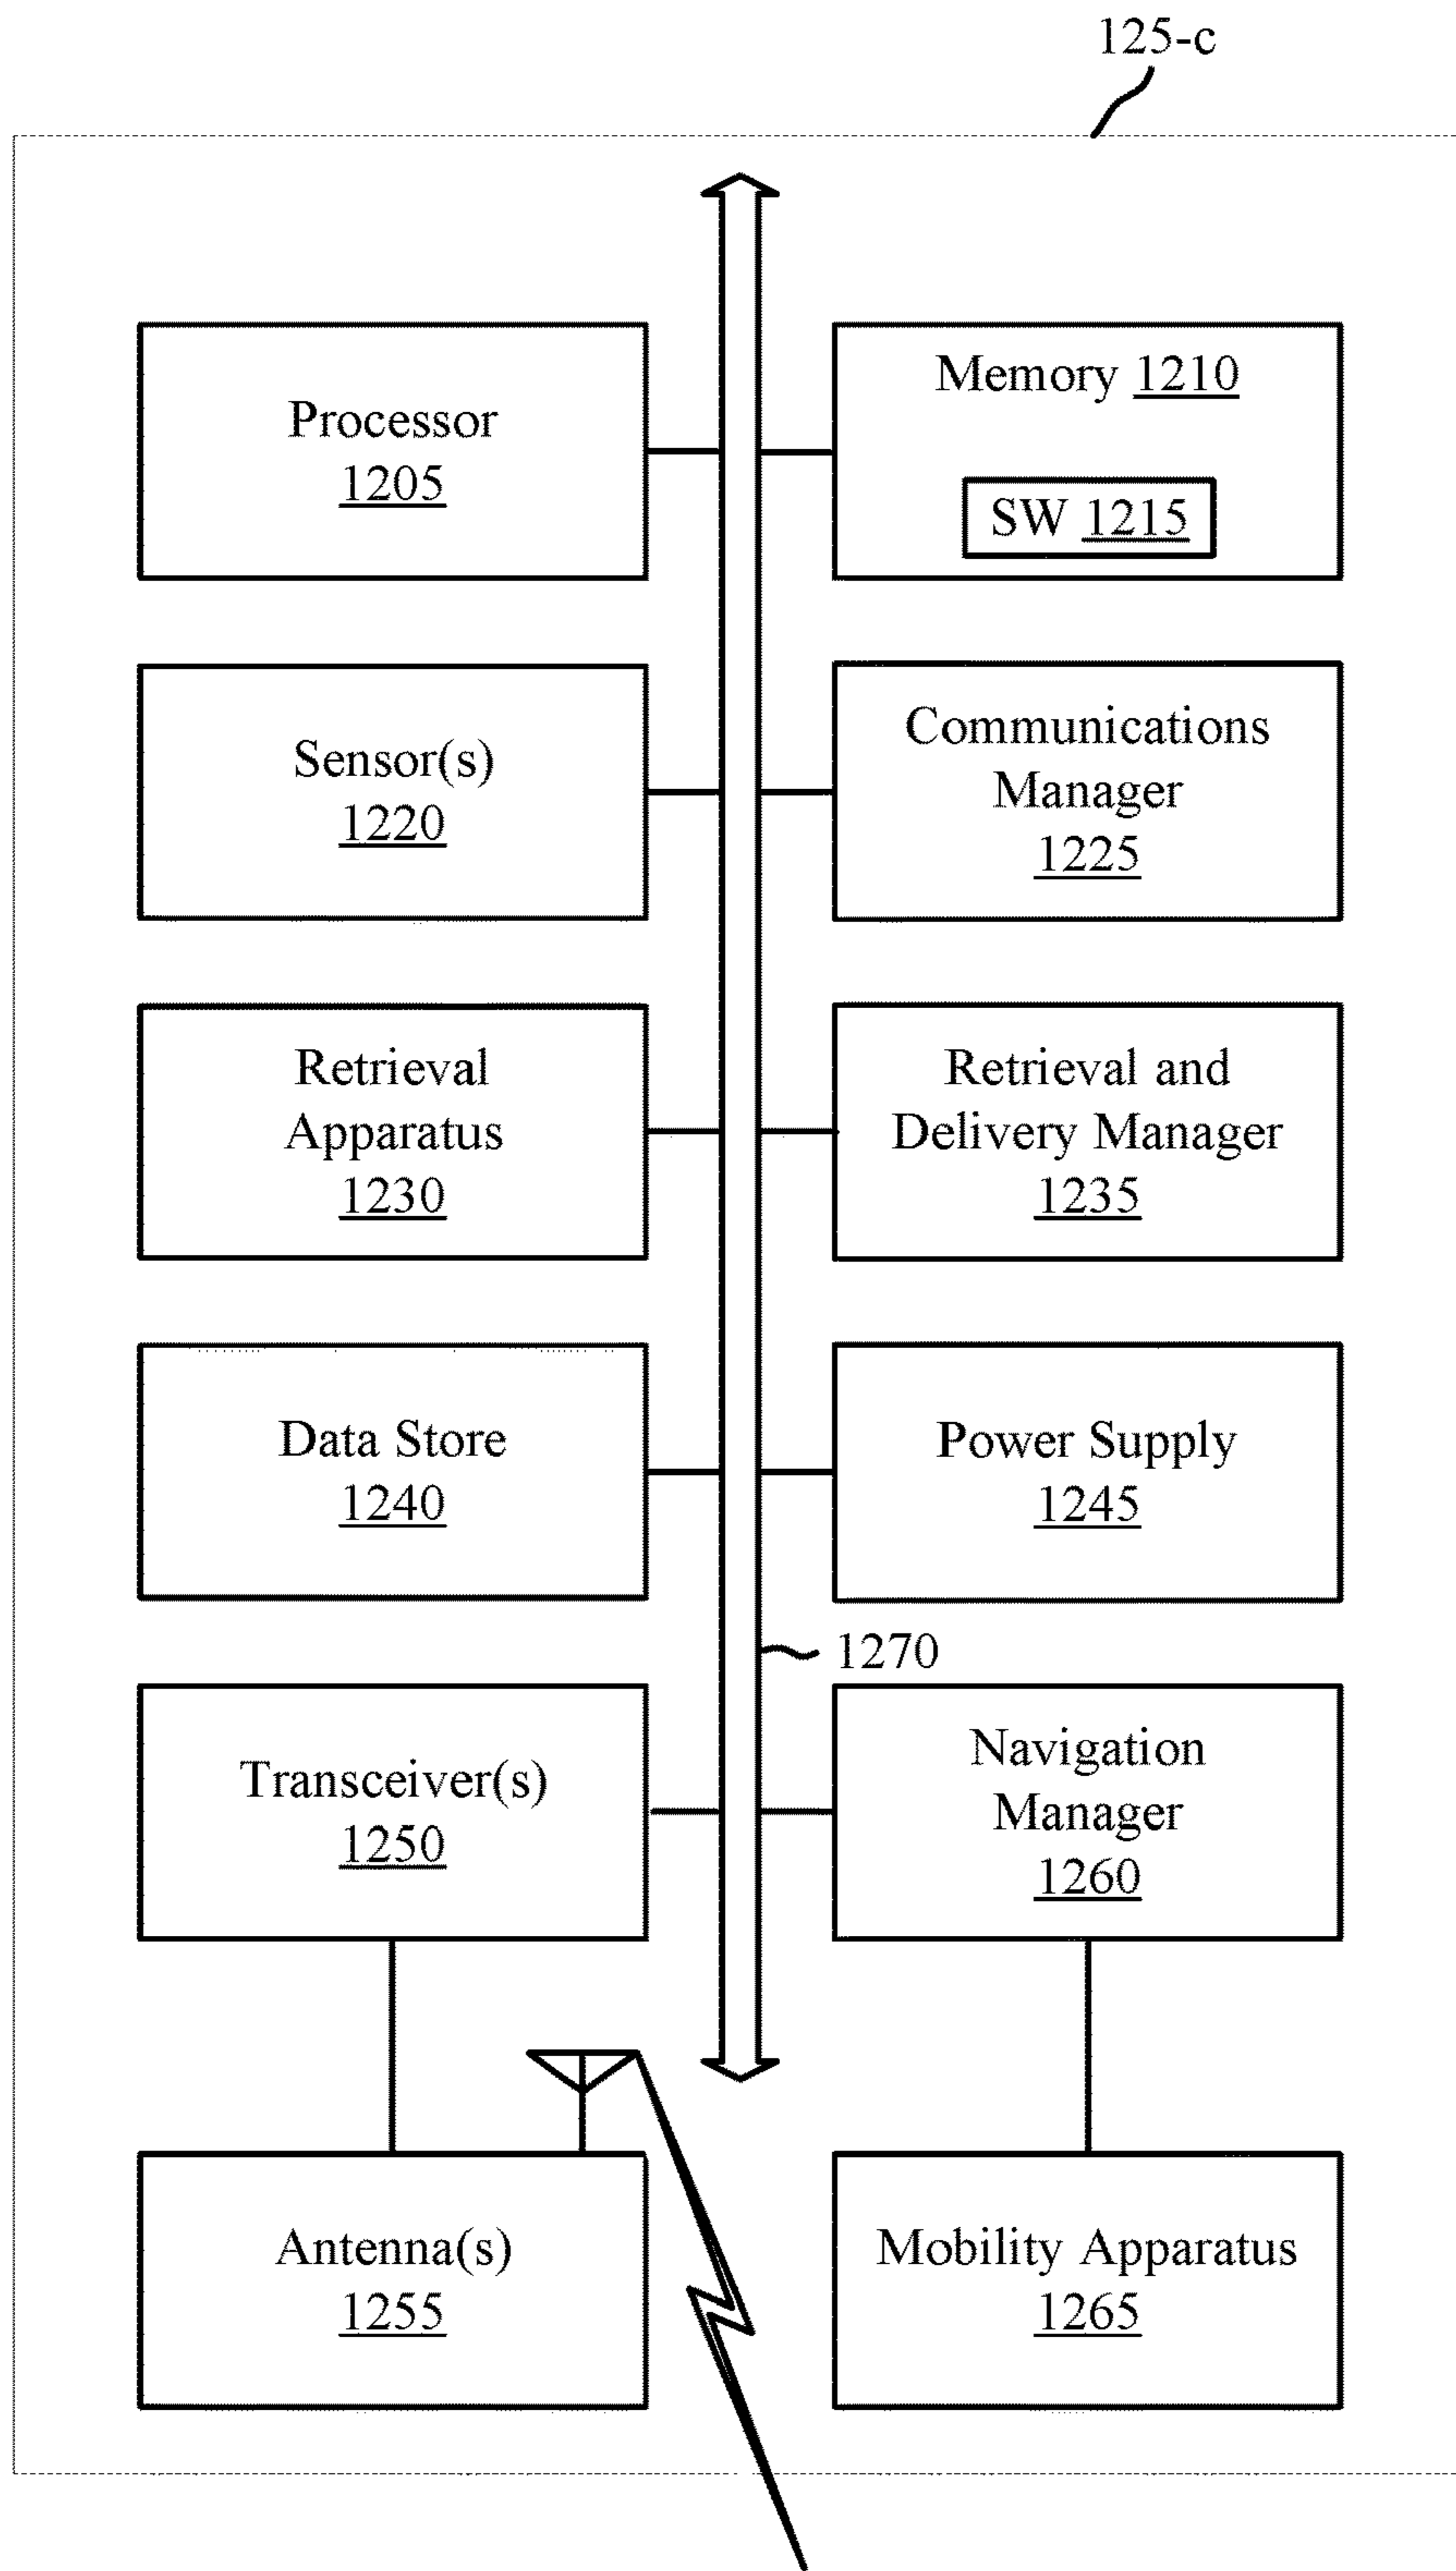 125-c
Processor
1205
Memory 1210
SW 1215
Sensor(s)
1220
Communications
Manager
1225
Retrieval
Apparatus
1230
Retrieval and
Delivery Manager
1235
Data Store
1240
Power Supply
1245
1270
Transceiver(s)
1250
Navigation
Manager
1260
Antenna(s)
1255
Mobility Apparatus
1265